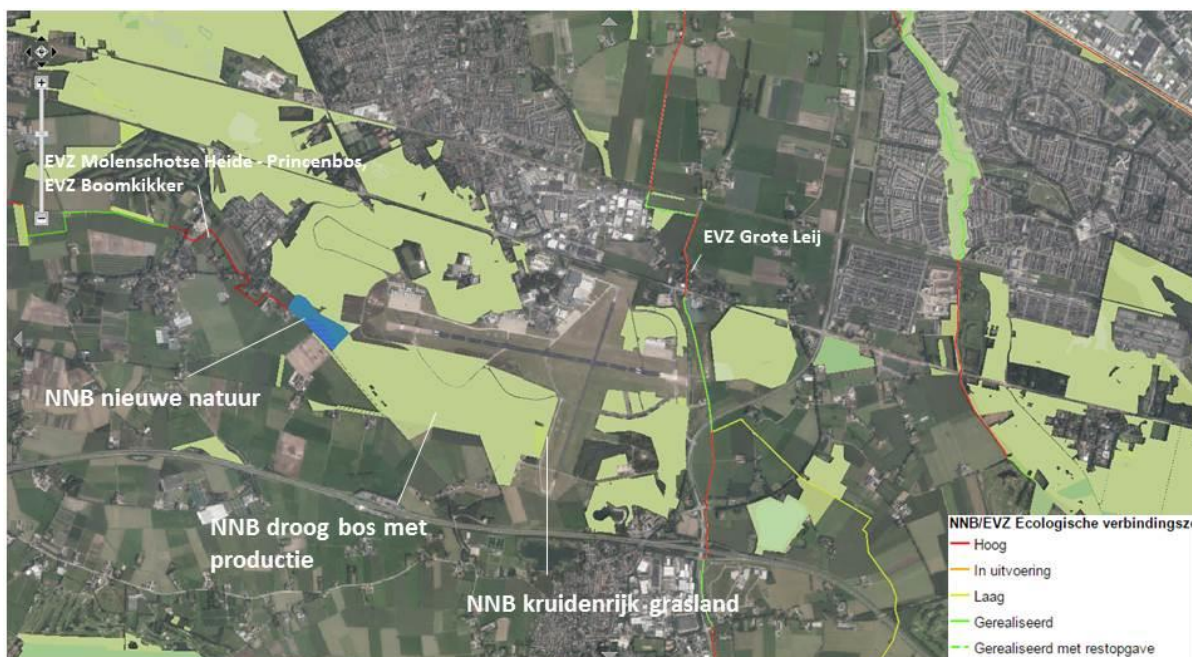 EVZ Molenschotse Heide - Princenbos,
EVZ Boomkikker
EVZ Grote Leij
NNB nieuwe natuur
NNB droog bos met
productie
NNB kruidenrijk grasland
NNB/EVZ Ecologische verbindingsz
Hoog
In uitvoering
Laag
Gerealiseerd
Gerealiseerd met restopgave